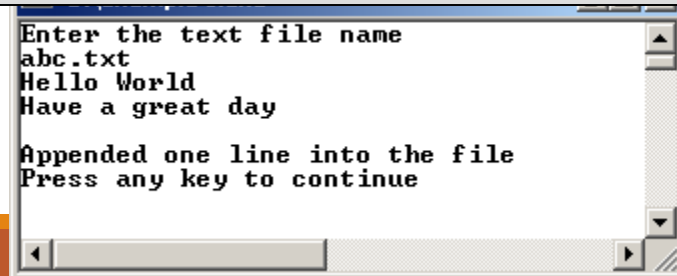 Enter the text file name
abc.txt
Hello World
Have a great day
Appended one line into the file
Press any key to continue